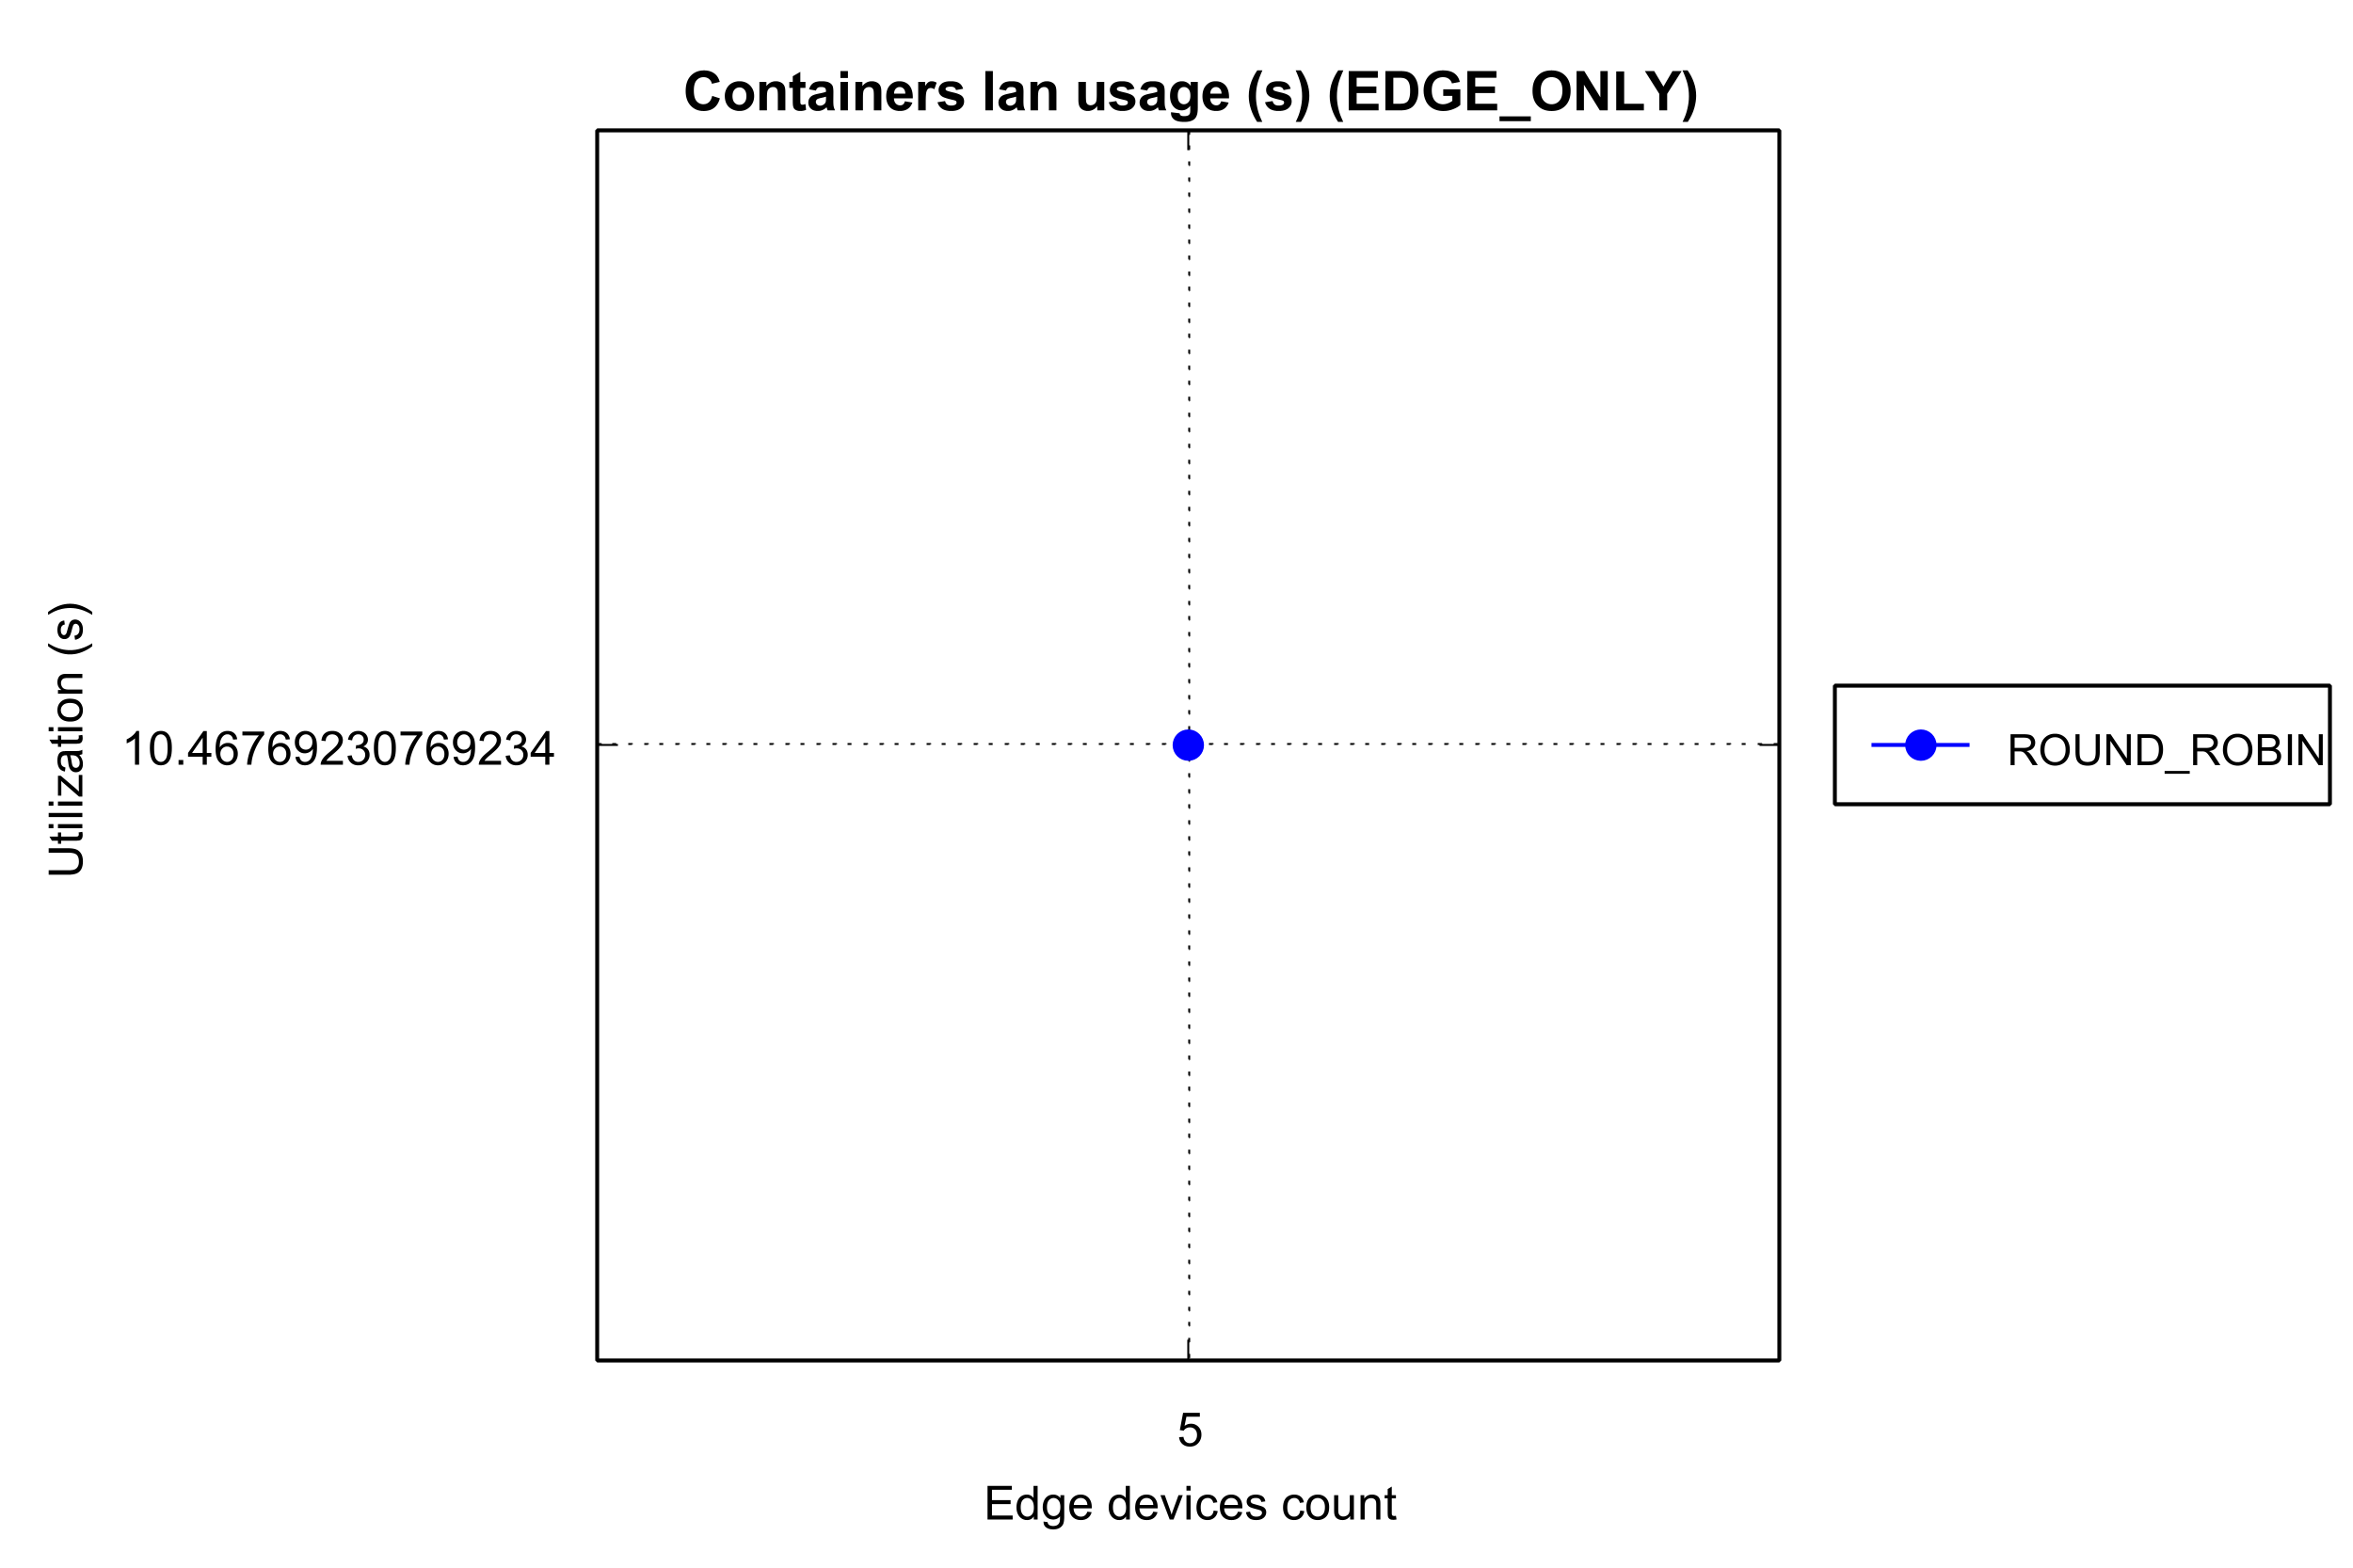 Containers lan usage (s) (EDGE_ONLY)
Utilization (s)
10.46769230769234
ROUND_ROBIN
5
Edge devices count